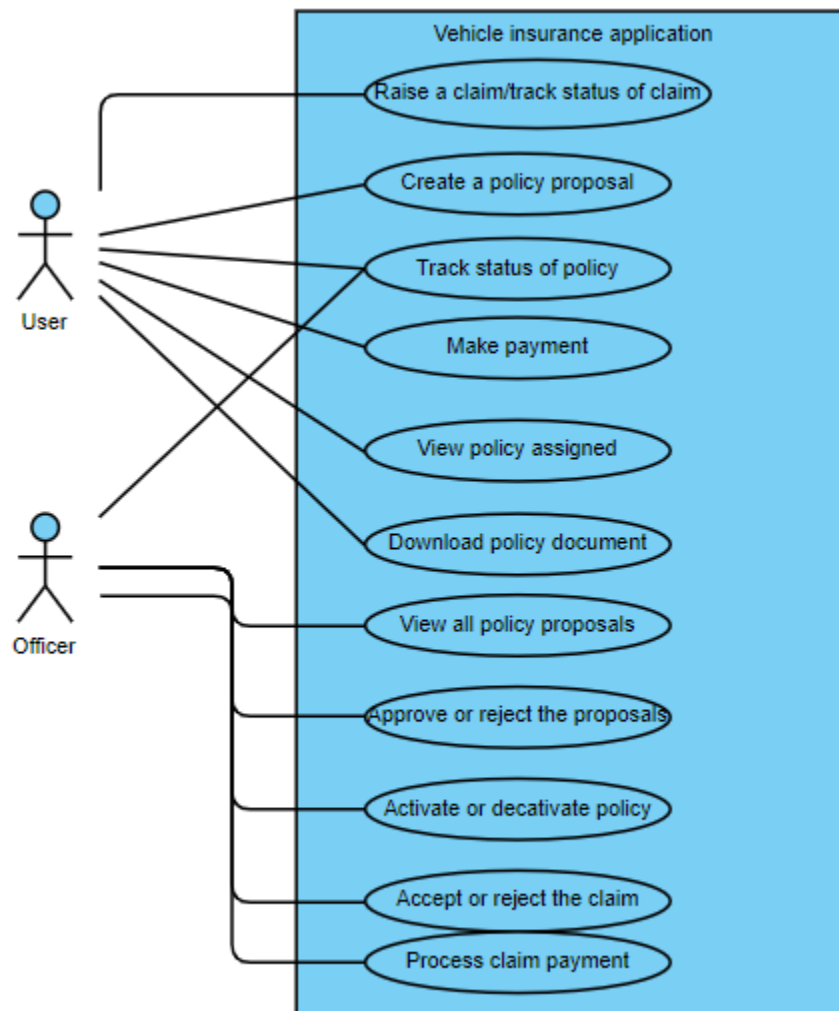 Vehicle insurance application
Raise a claim/track status of claim
Create a policy proposal
Track status of policy
User
Make payment
View policy assigned
Download policy document
View all policy proposals
Officer
Approve or reject the proposals
Activate or decativate policy
Accept or reject the claim
Process claim payment